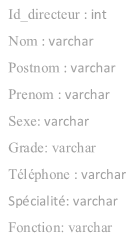 Id_directeur : int
Nom : varchar
Postnom : varchar
Prenom : varchar
Sexe: varchar
Grade: varchar
Téléphone : varchar
Spécialité: varchar
Fonction: varchar